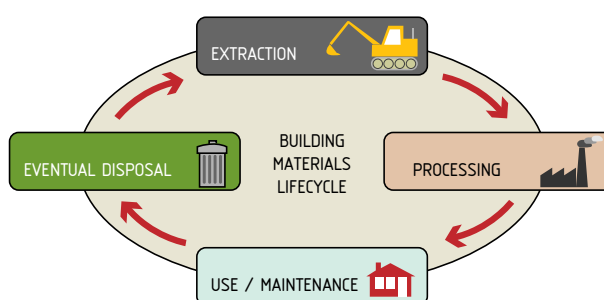 EXTRACTION
BUILDING
MATERIALS
LIFECYCLE
EVENTUAL DISPOSAL
PROCESSING
USE / MAINTENANCE